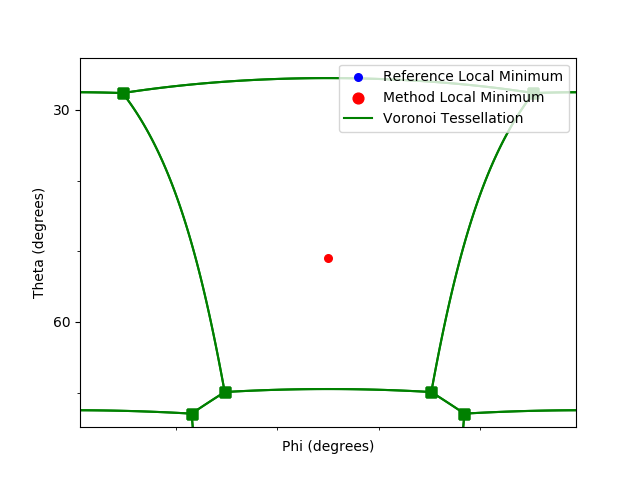 Reference Local Minimum
Method Local Minimum
Voronoi Tessellation
30
60
Theta (degrees)
Phi (degrees)